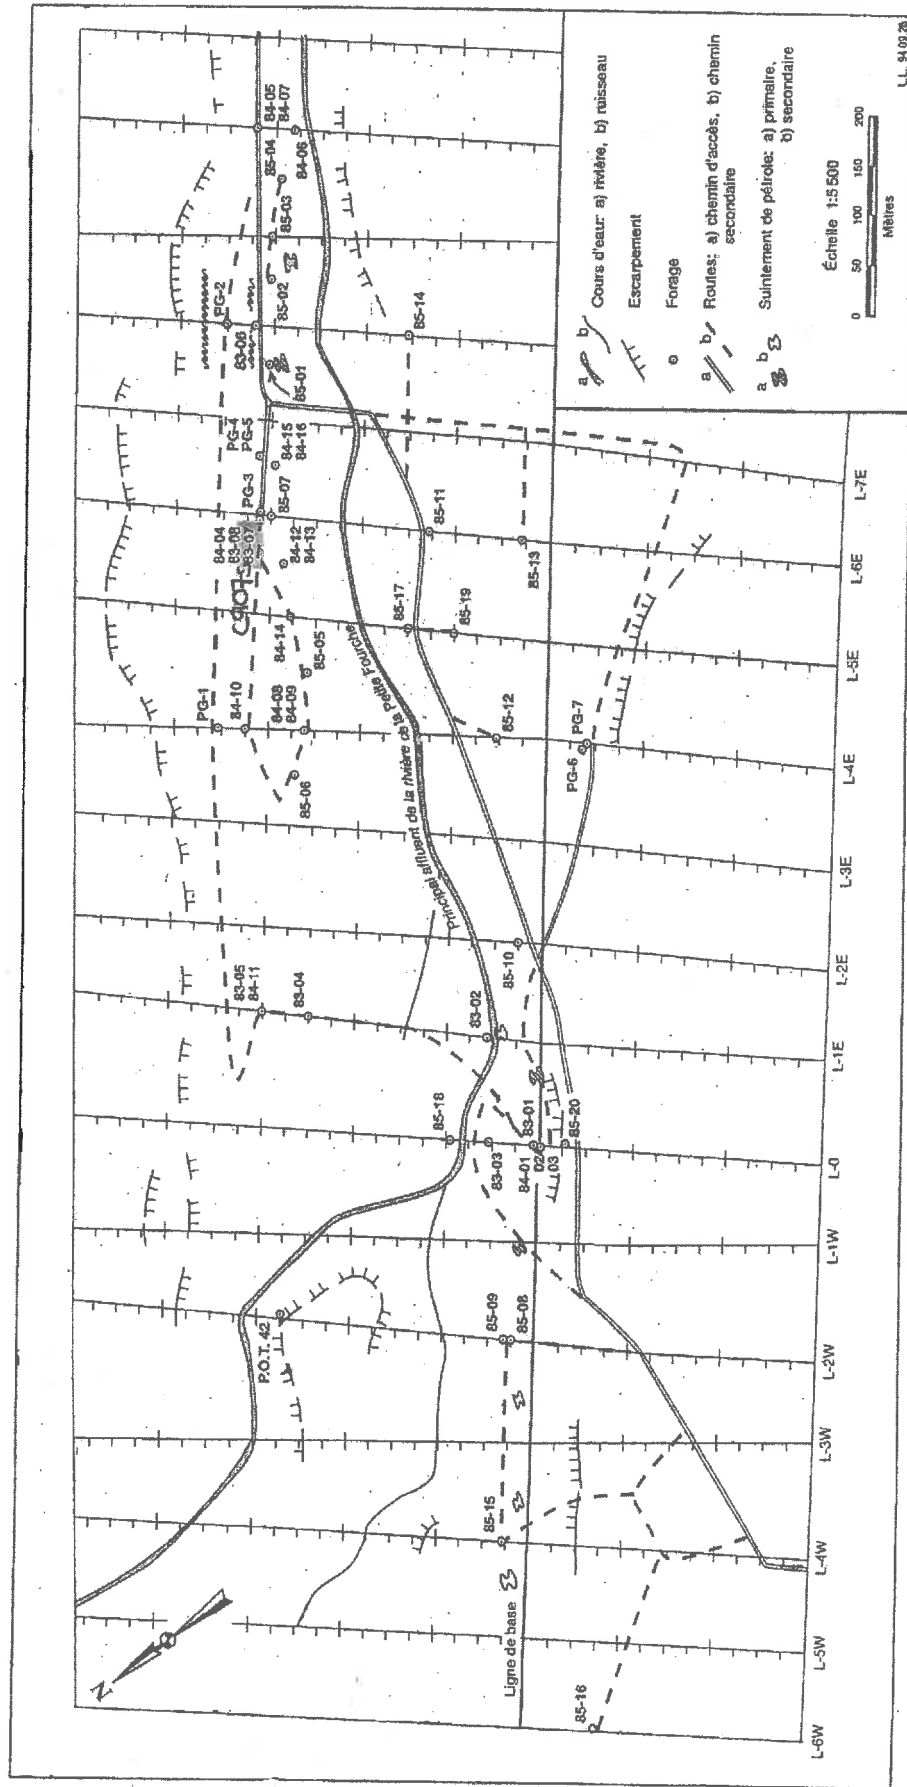 84-05
84-07
85-04
84-06
85-03
85-02
PG-2
83-06
85-01
85-14
PG-4
PG-5
84-15
84-16
PG-3
85-07
84-04
83-08
83-07
84-12
84-13
85-11
85-13
84-14
85-05
85-17
85-19
PG-1
84-10
84-08
84-09
85-06
85-12
PG-6
PG-7
Principal affluent de la rivière de la Petite Fourche
83-05
84-11
83-04
83-02
85-10
85-18
83-03
83-01
84-01
03
85-20
P.O.T. 42
85-09
85-08
85-15
85-16
Ligne de base
N
L-6W
L-5W
L-4W
L-3W
L-2W
L-1W
L-0
L-1E
L-2E
L-3E
L-4E
L-5E
L-6E
L-7E
a b Cours d'eau: a) rivière, b) ruisseau
Escarpement
Forage
a b Routes: a) chemin d'accès, b) chemin
secondaire
a b Suintement de pétrole: a) primaire,
b) secondaire
Échelle 1:5 500
0 50 100 150 200
Mètres
L.L. 94.09.28